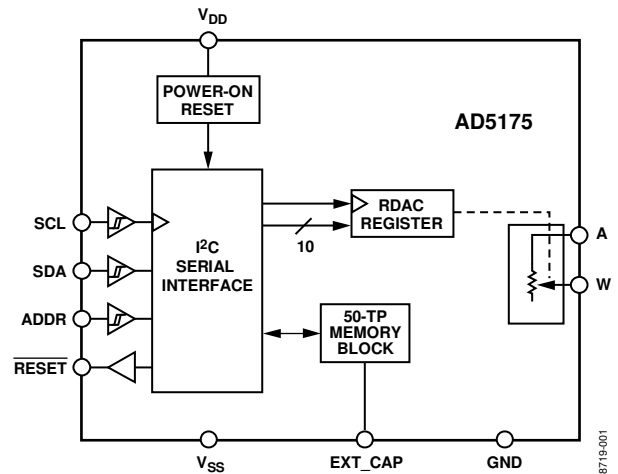 VDD
POWER-ON
RESET
AD5175
SCL
SDA
ADDR
RESET
I2C
SERIAL
INTERFACE
10
RDAC
REGISTER
A
W
50-TP
MEMORY
BLOCK
VSS
EXT_CAP
GND
8719-001